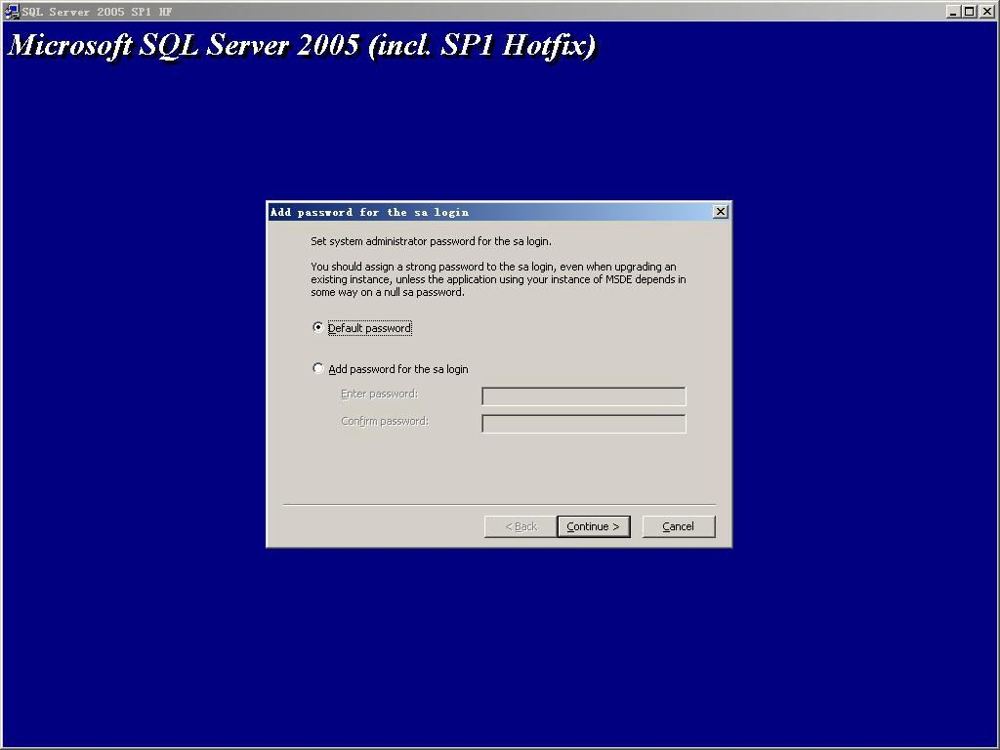 SQL Server 2005 SP1 HF
Microsoft SQL Server 2005 (incl. SP1 Hotfix)
Add password for the sa login
Set system administrator password for the sa login.
You should assign a strong password to the sa login, even when upgrading an
existing instance, unless the application using your instance of MSDE depends in
some way on a null sa password.
Default password
Add password for the sa login
Enter password:
Confirm password:
< Back
Continue >
Cancel